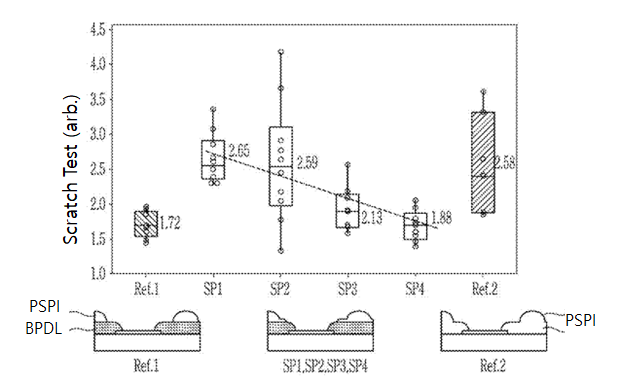 4.5
4.0
3.5
3.0
2.5
2.0
1.5
1.0
Scratch Test (arb.)
1.72
2.65
2.59
2.13
1.88
2.58
Ref.1 SP1 SP2 SP3 SP4 Ref.2
PSPI
BPDL
PSPI
Ref.1 SP1,SP2,SP3,SP4 Ref.2